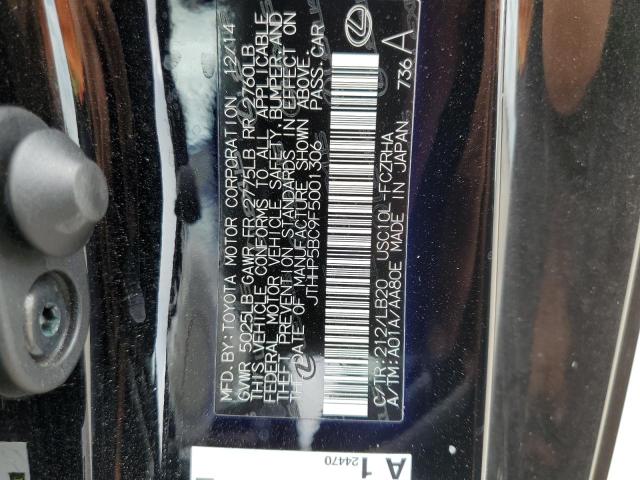 MFD. BY: TOYOTA MOTOR CORPORATION 12/14
GVWR 5025LB GAWR FR 2775LB RR 2760LB
THIS VEHICLE CONFORMS TO ALL APPLICABLE
FEDERAL MOTOR VEHICLE SAFETY, BUMPER, AND
THEFT PREVENTION STANDARDS IN EFFECT ON
THE DATE OF MANUFACTURE SHOWN ABOVE.
JTHHP5BC9F5001306 PASS. CAR
C/TR: 212/LB20 USC10L-FCZRHA
A/TM: A01A/AA80E MADE IN JAPAN 736 A
A 1
24470